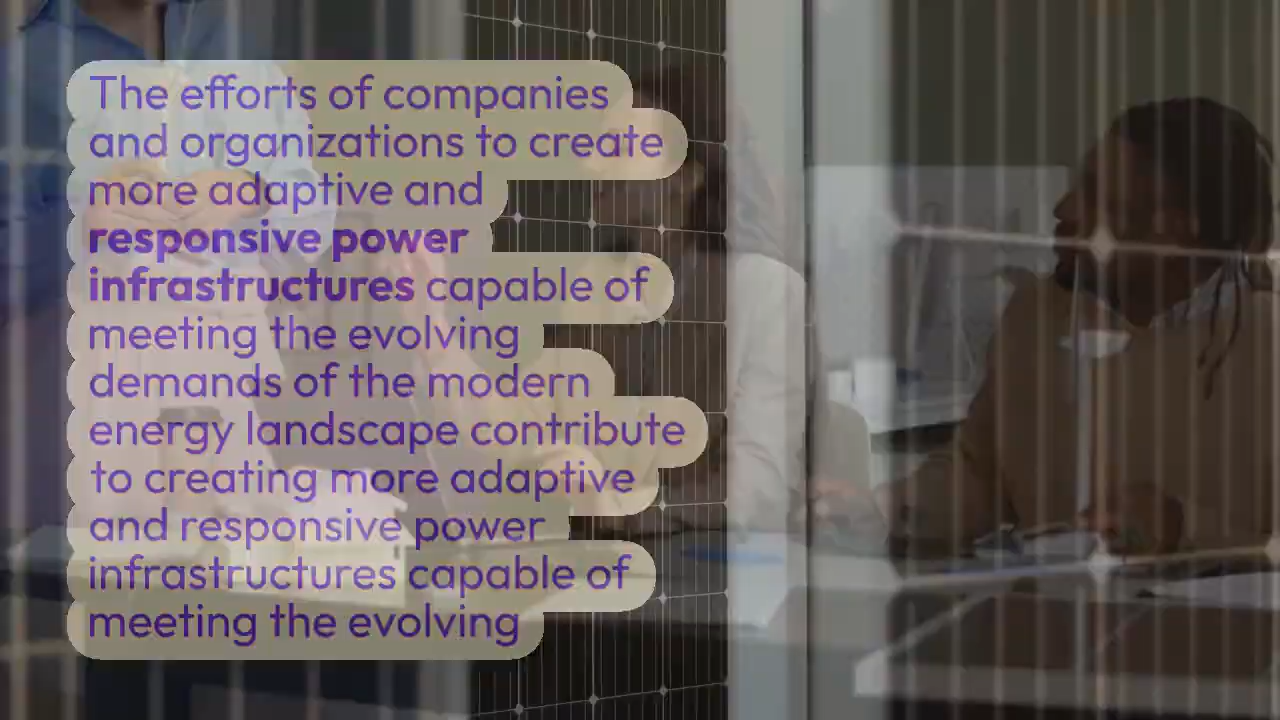 The efforts of companies
and organizations to create
more adaptive and
responsive power
infrastructures capable of
meeting the evolving
demands of the modern
energy landscape contribute
to creating more adaptive
and responsive power
infrastructures capable of
meeting the evolving